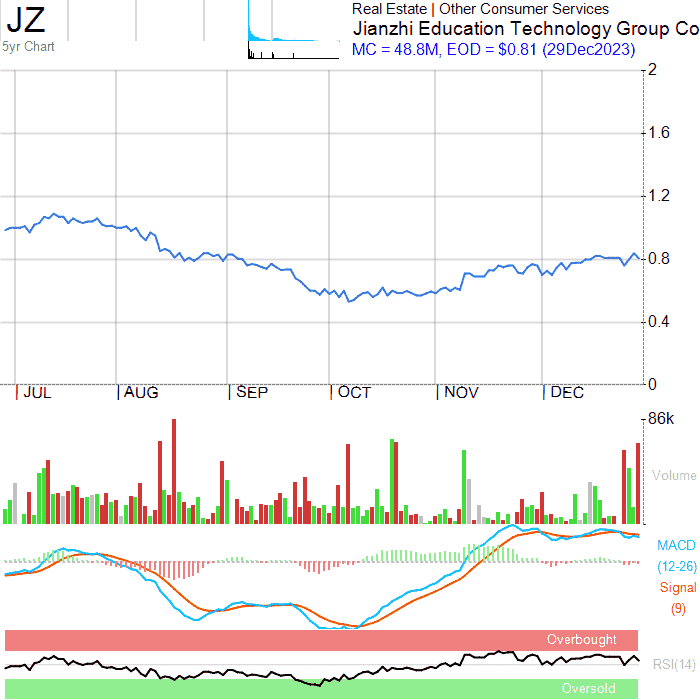 JZ
5yr Chart
Real Estate | Other Consumer Services
Jianzhi Education Technology Group Co
MC = 48.8M, EOD = $0.81 (29Dec2023)
2
1.6
1.2
0.8
0.4
0
JUL AUG SEP OCT NOV DEC
86k
Volume
MACD
(12-26)
Signal
(9)
Overbought
RSI(14)
Oversold